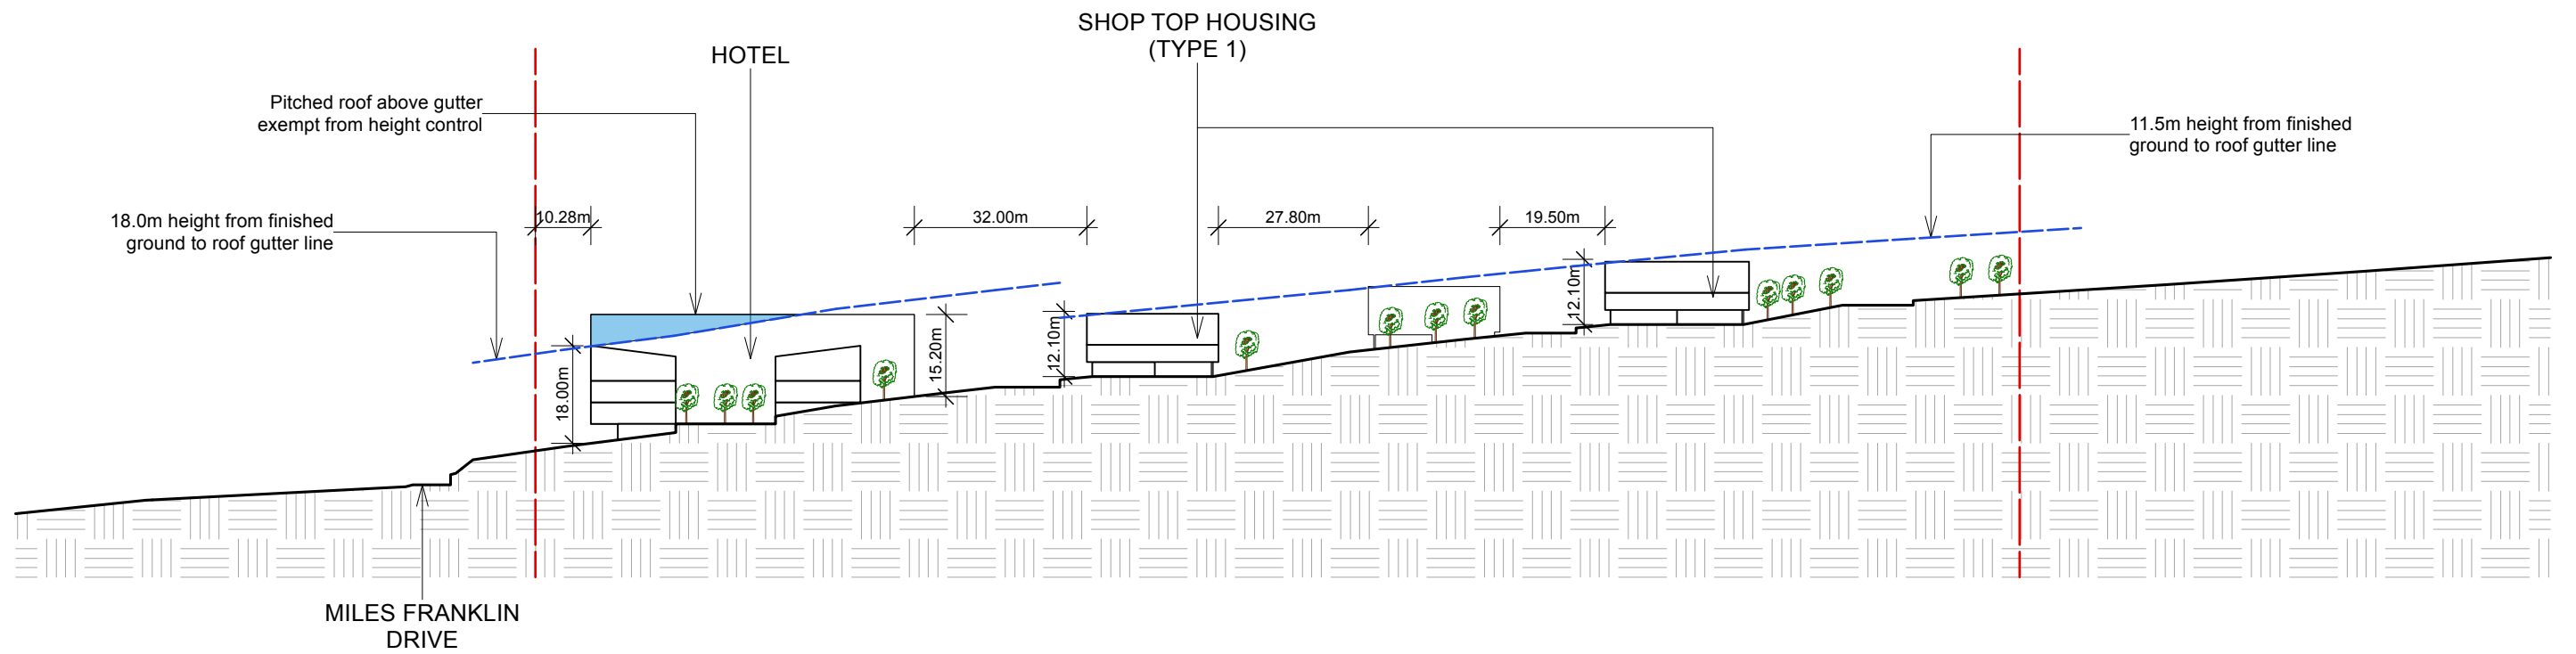 SHOP TOP HOUSING
(TYPE 1)
HOTEL
Pitched roof above gutter
exempt from height control
11.5m height from finished
ground to roof gutter line
18.0m height from finished
ground to roof gutter line
10.28m
32.00m
27.80m
19.50m
18.00m
15.20m
12.10m
12.10m
MILES FRANKLIN
DRIVE